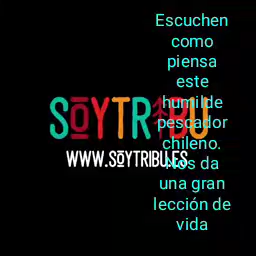 Escuchen
como
piensa
este
humilde
pescador
chileno.
Nos da
una gran
lección de
vida
SOYTRIBU
WWW.SOYTRIBU.ES